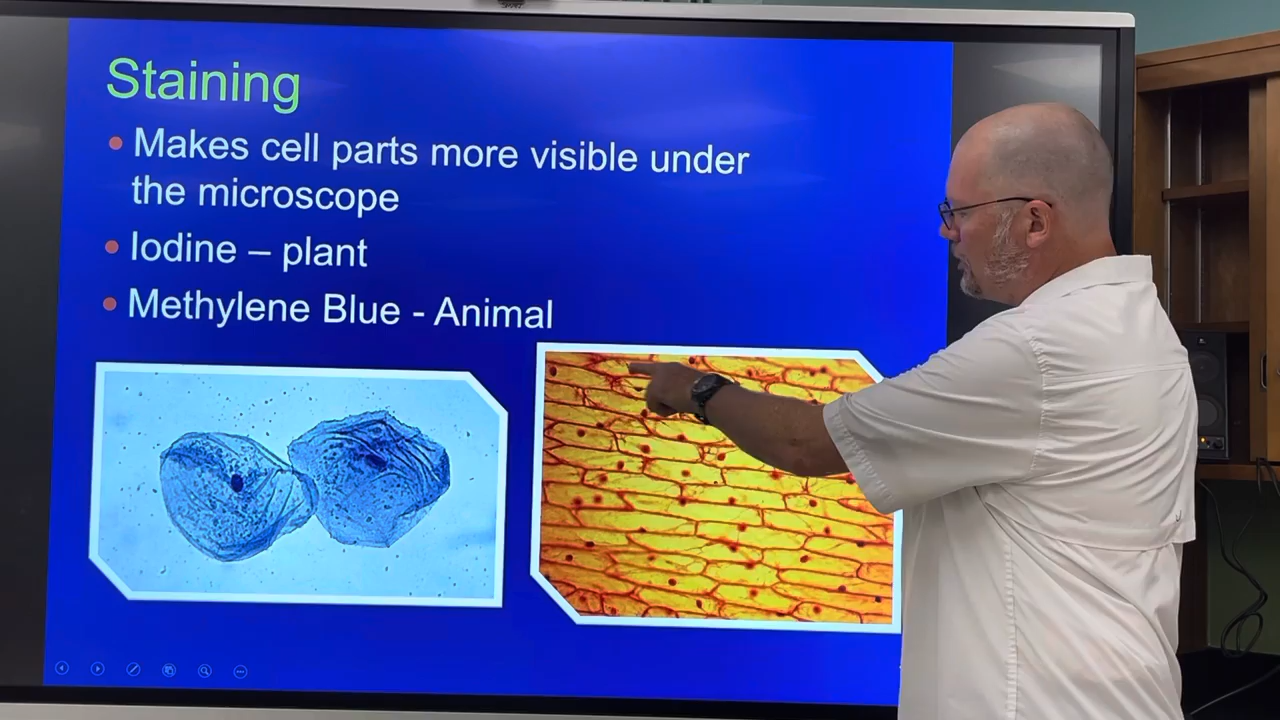 Staining
Makes cell parts more visible under
the microscope
Iodine – plant
Methylene Blue - Animal